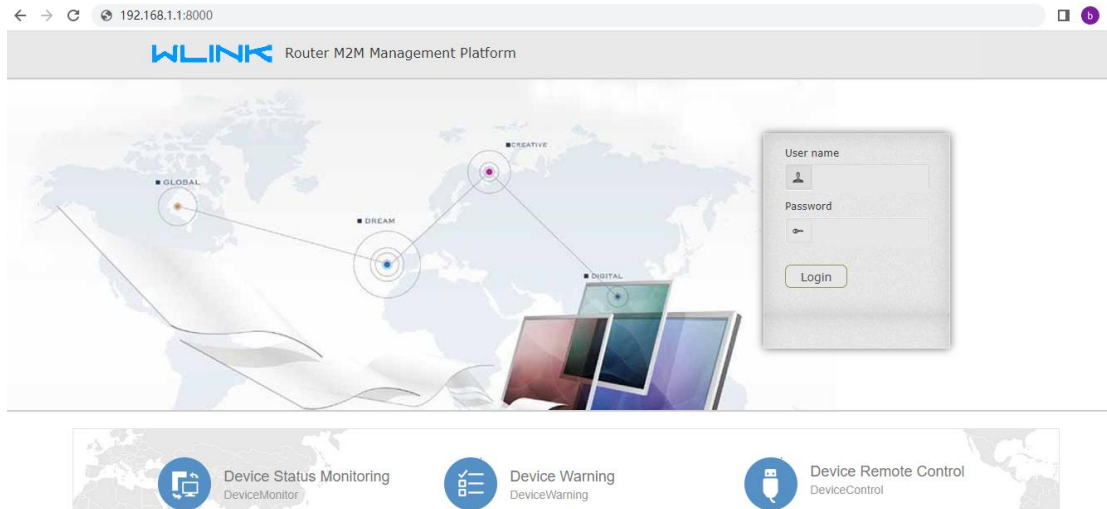 192.168.1.1:8000
b
WLINK Router M2M Management Platform
CREATIVE
GLOBAL
DREAM
DIGITAL
User name
Password
Login
Device Status Monitoring
DeviceMonitor
Device Warning
DeviceWarning
Device Remote Control
DeviceControl